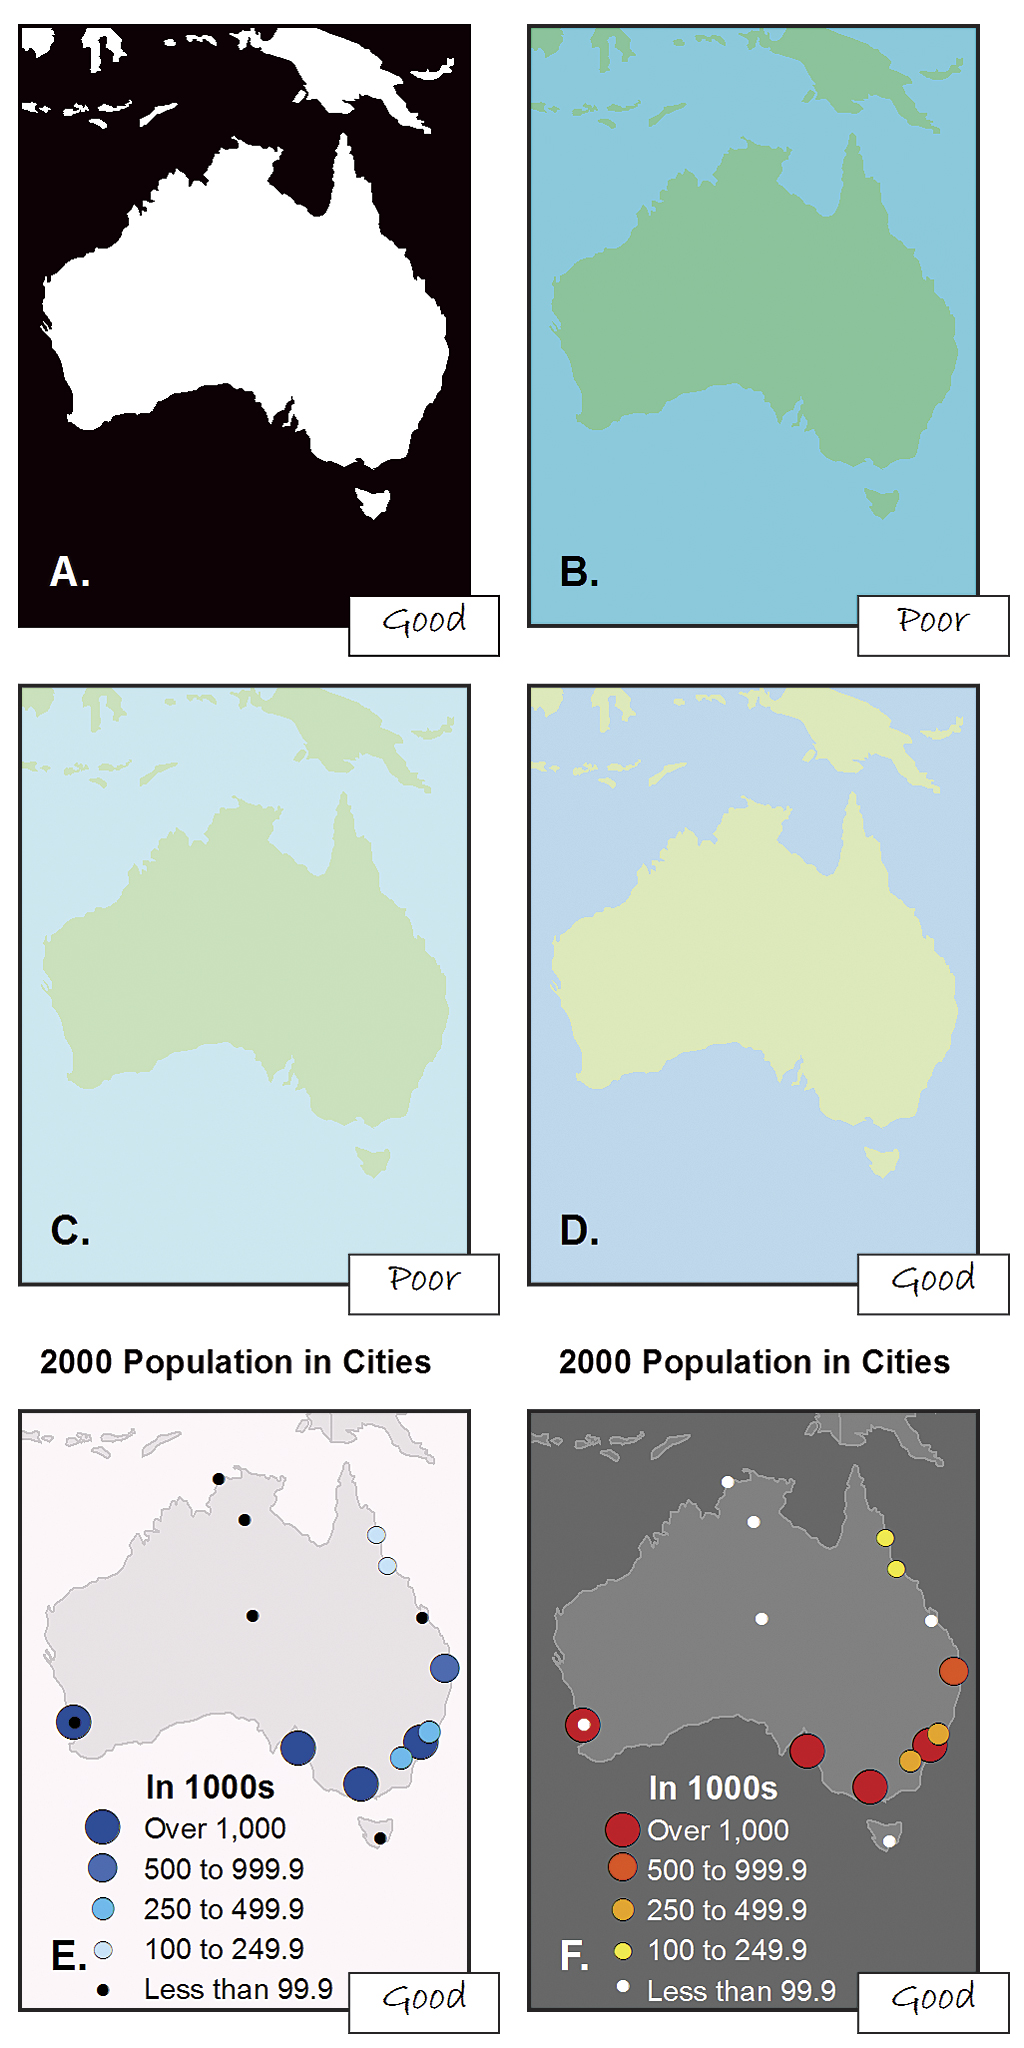 A.
Good
B.
Poor
C.
Poor
D.
Good
2000 Population in Cities
In 1000s
Over 1,000
500 to 999.9
250 to 499.9
100 to 249.9
Less than 99.9
E.
Good
2000 Population in Cities
In 1000s
Over 1,000
500 to 999.9
250 to 499.9
100 to 249.9
Less than 99.9
F.
Good